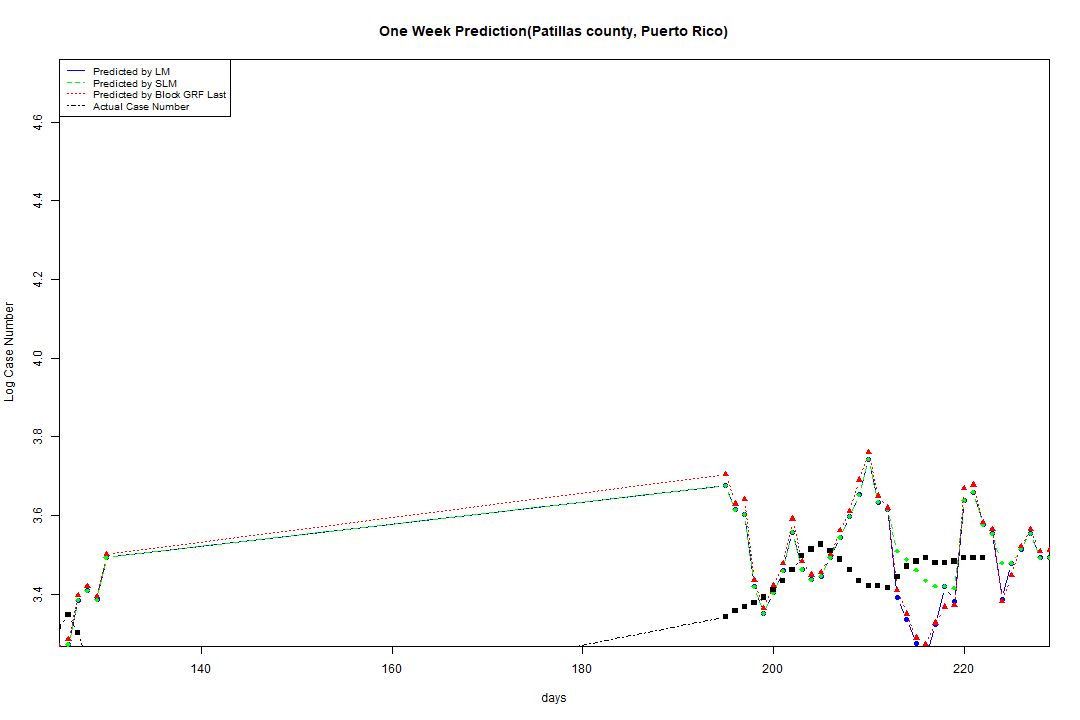 One Week Prediction(Patillas county, Puerto Rico)
Predicted by LM
Predicted by SLM
Predicted by Block GRF Last
Actual Case Number
4.6
4.4
4.2
4.0
3.8
3.6
3.4
Log Case Number
140 160 180 200 220
days